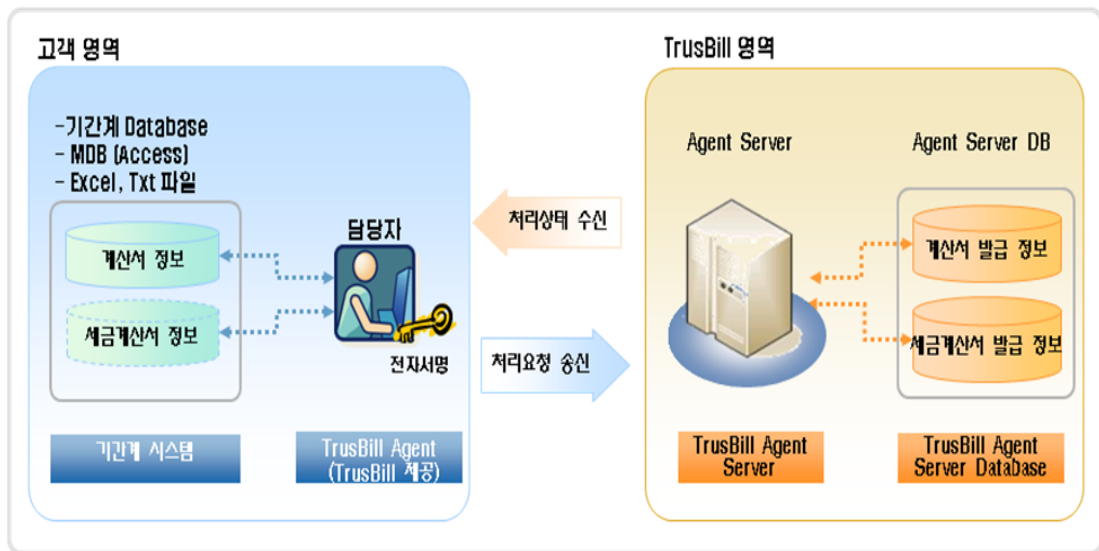 고객 영역
-기간계 Database
- MDB (Access)
- Excel, Txt 파일
계산서 정보
세금계산서 정보
담당자
전자서명
기간계 시스템
TrusBill Agent
(TrusBill 제공)
처리상태 수신
처리요청 송신
TrusBill 영역
Agent Server
Agent Server DB
계산서 발급 정보
세금계산서 발급 정보
TrusBill Agent
Server
TrusBill Agent
Server Database